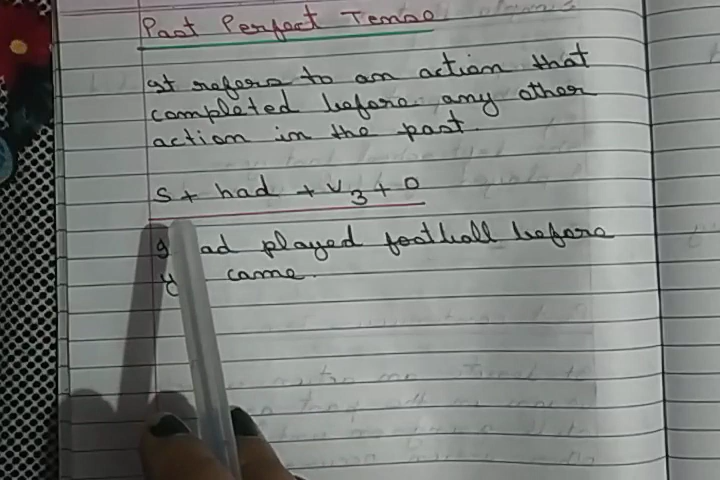 Past Perfect Tense
It refers to an action that
completed before any other
action in the past.
S + had + V3 + O
played football before
came.